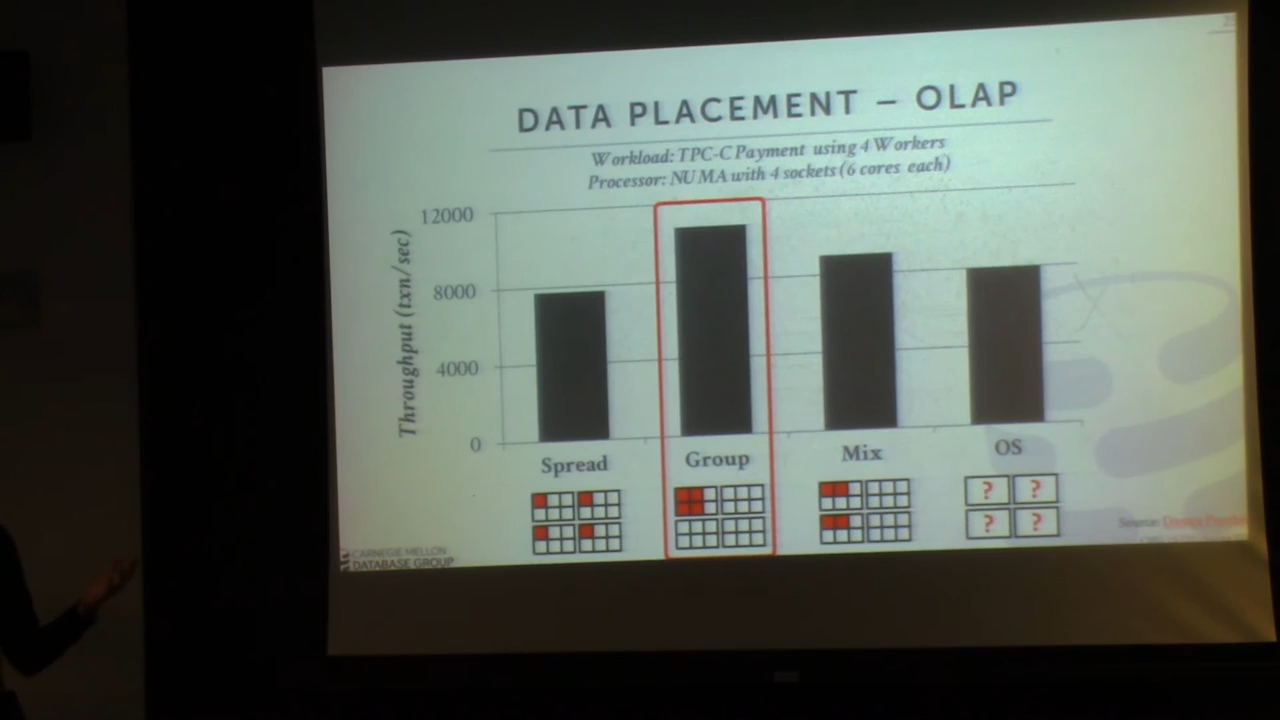 DATA PLACEMENT – OLAP
Workload: TPC-C Payment using 4 Workers
Processor: NUMA with 4 sockets (6 cores each)
Throughput (txn/sec)
12000
8000
4000
0
Spread
Group
Mix
OS
? ?
? ?
Source:
CARNEGIE MELLON
DATABASE GROUP